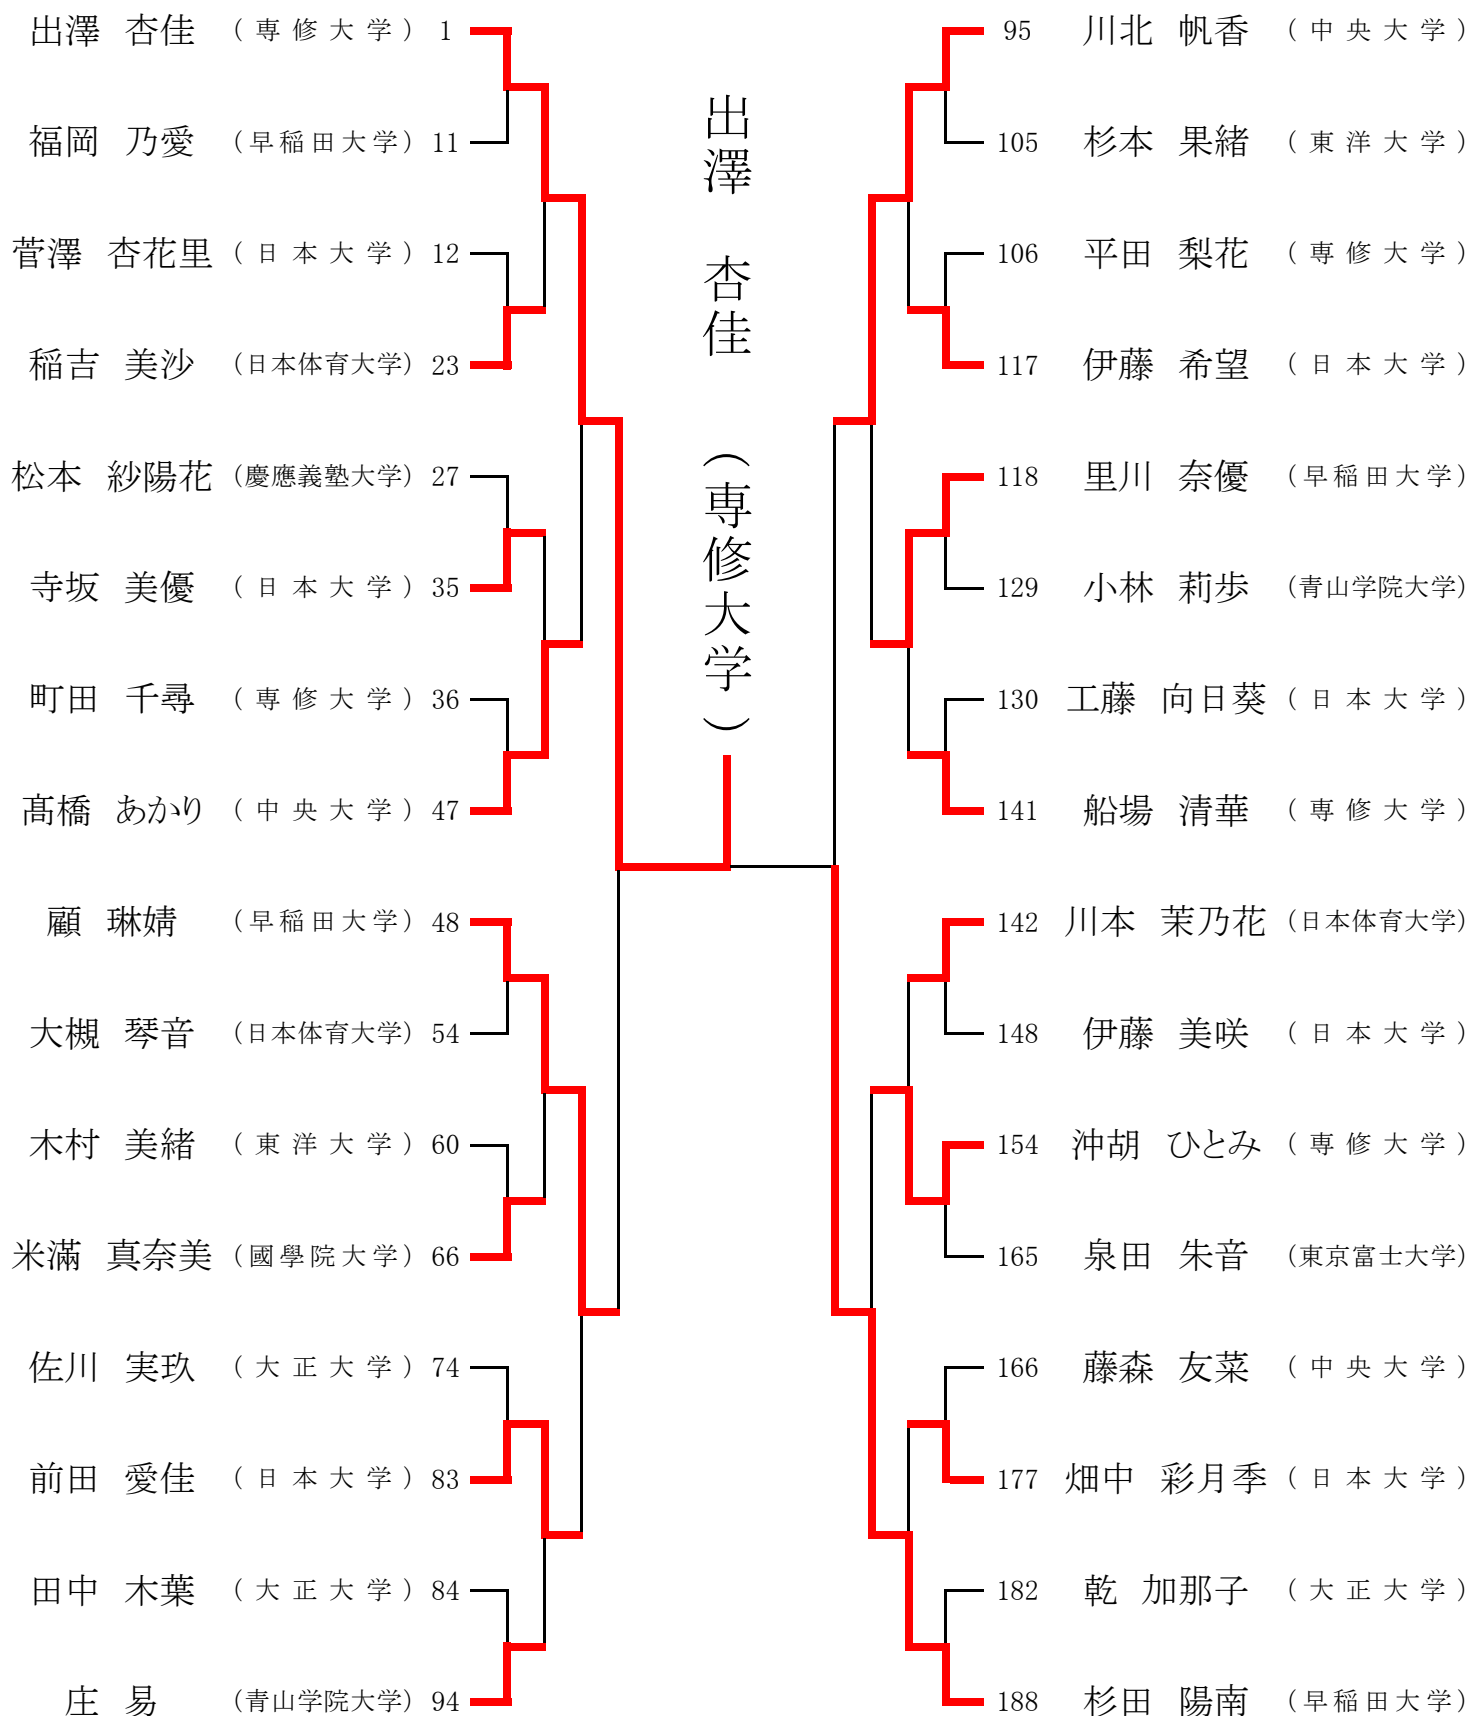 出澤 杏佳 (専修大学) 1
福岡 乃愛 (早稲田大学) 11
菅澤 杏花里 (日本大学) 12
稲吉 美沙 (日本体育大学) 23
松本 紗陽花 (慶應義塾大学) 27
寺坂 美優 (日本大学) 35
町田 千尋 (専修大学) 36
髙橋 あかり (中央大学) 47
顧 琳婧 (早稲田大学) 48
大槻 琴音 (日本体育大学) 54
木村 美緒 (東洋大学) 60
米滿 真奈美 (國學院大学) 66
佐川 実玖 (大正大学) 74
前田 愛佳 (日本大学) 83
田中 木葉 (大正大学) 84
庄 易 (青山学院大学) 94
出澤 杏佳 (専修大学)
95 川北 帆香 (中央大学)
105 杉本 果緒 (東洋大学)
106 平田 梨花 (専修大学)
117 伊藤 希望 (日本大学)
118 里川 奈優 (早稲田大学)
129 小林 莉歩 (青山学院大学)
130 工藤 向日葵 (日本大学)
141 船場 清華 (専修大学)
142 川本 茉乃花 (日本体育大学)
148 伊藤 美咲 (日本大学)
154 沖胡 ひとみ (専修大学)
165 泉田 朱音 (東京富士大学)
166 藤森 友菜 (中央大学)
177 畑中 彩月季 (日本大学)
182 乾 加那子 (大正大学)
188 杉田 陽南 (早稲田大学)